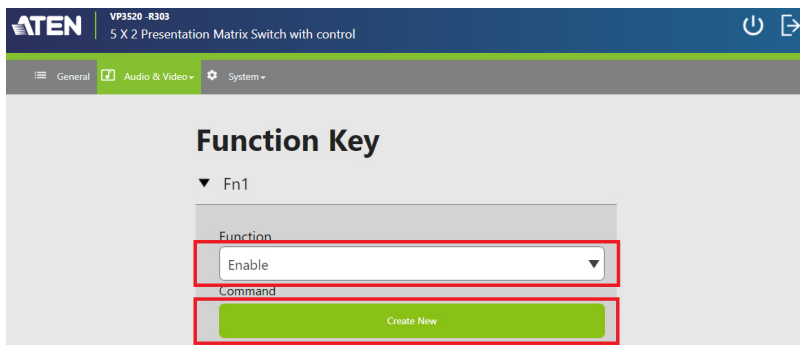 ATEN
VP3520 -R303
5 X 2 Presentation Matrix Switch with control
General Audio & Video System
Function Key
Fn1
Function
Enable
Command
Create New